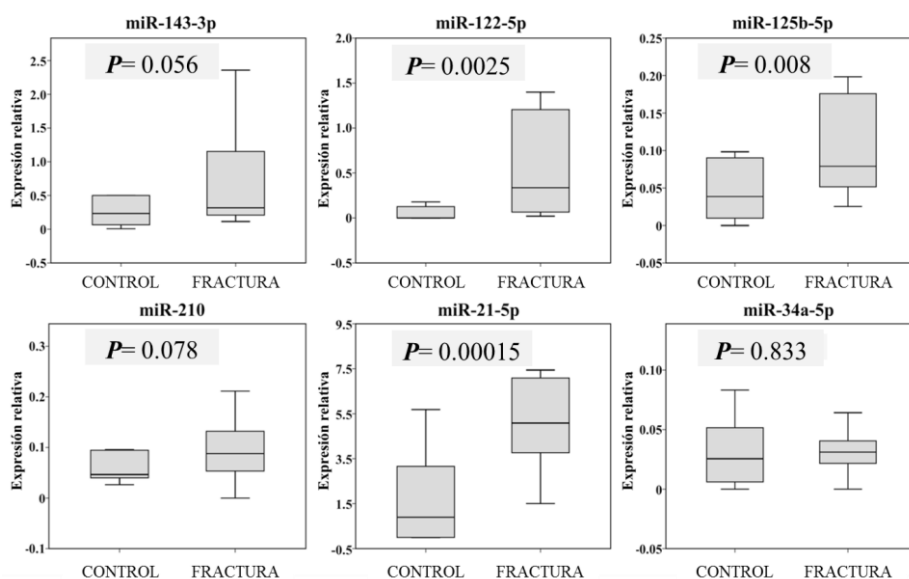 miR-143-3p
P= 0.056
Expresión relativa
2.5
2.0
1.5
1.0
0.5
0
-0.5
CONTROL FRACTURA
miR-122-5p
P= 0.0025
Expresión relativa
2.0
1.5
1.0
0.5
0
-0.5
CONTROL FRACTURA
miR-125b-5p
P= 0.008
Expresión relativa
0.20
0.15
0.10
0.05
0
-0.05
CONTROL FRACTURA
miR-210
P= 0.078
Expresión relativa
0.3
0.2
0.1
0
-0.1
CONTROL FRACTURA
miR-21-5p
P= 0.00015
Expresión relativa
9.5
7.5
5.5
3.5
1.5
-0.5
CONTROL FRACTURA
miR-34a-5p
P= 0.833
Expresión relativa
0.10
0.05
0
-0.05
CONTROL FRACTURA